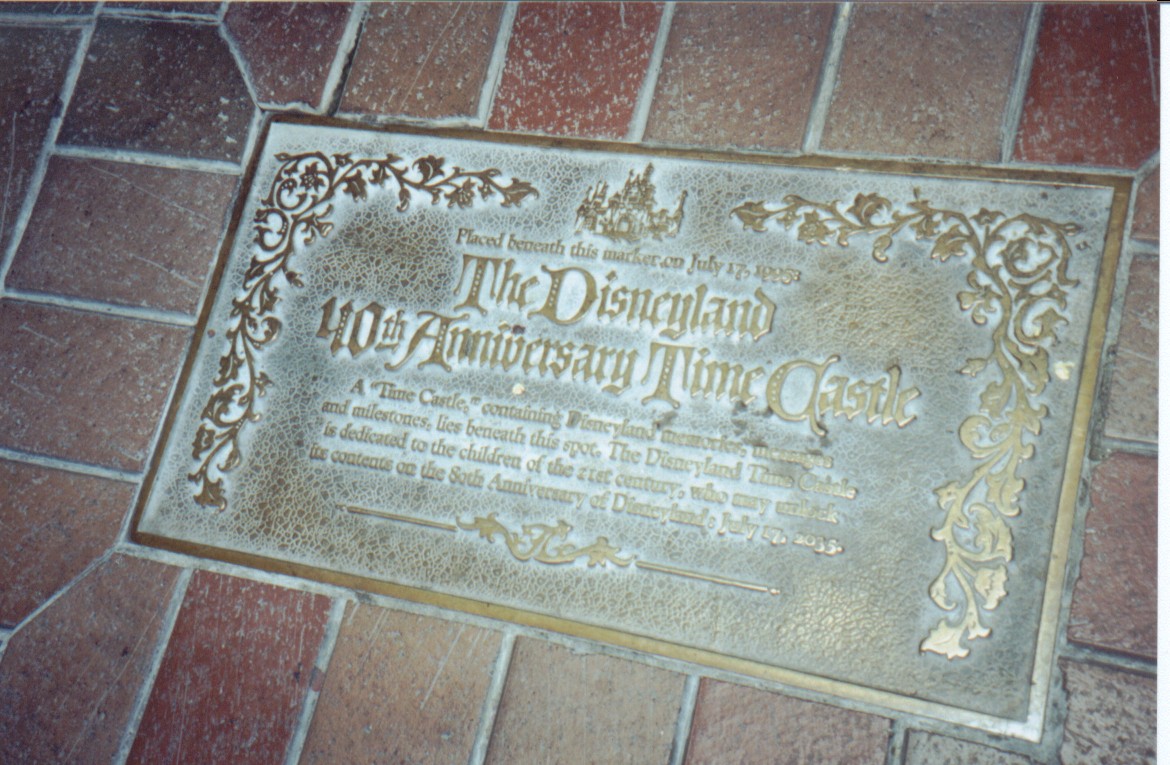 Placed beneath this marker on July 17, 1995:
The Disneyland
40th Anniversary Time Castle
A "Time Castle," containing Disneyland memories, messages
and milestones, lies beneath this spot. The Disneyland Time Castle
is dedicated to the children of the 21st century, who may unlock
its contents on the 80th Anniversary of Disneyland, July 17, 2035.